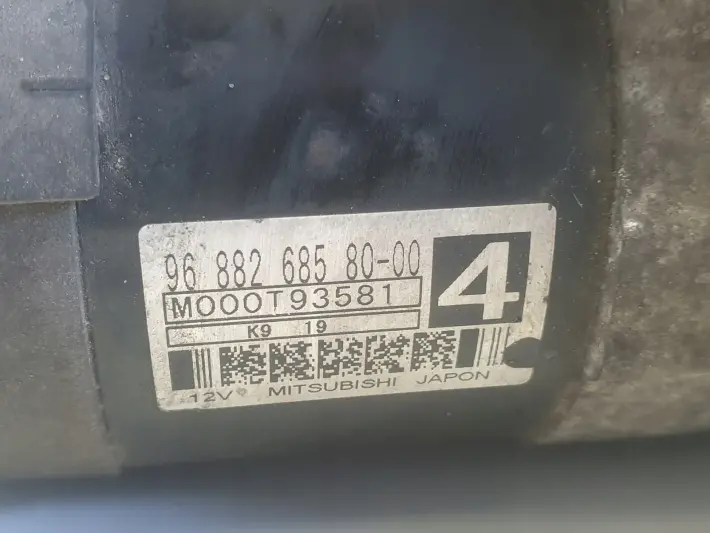 96 882 685 80-00
M000T93581
4
K9 19
12V MITSUBISHI JAPON